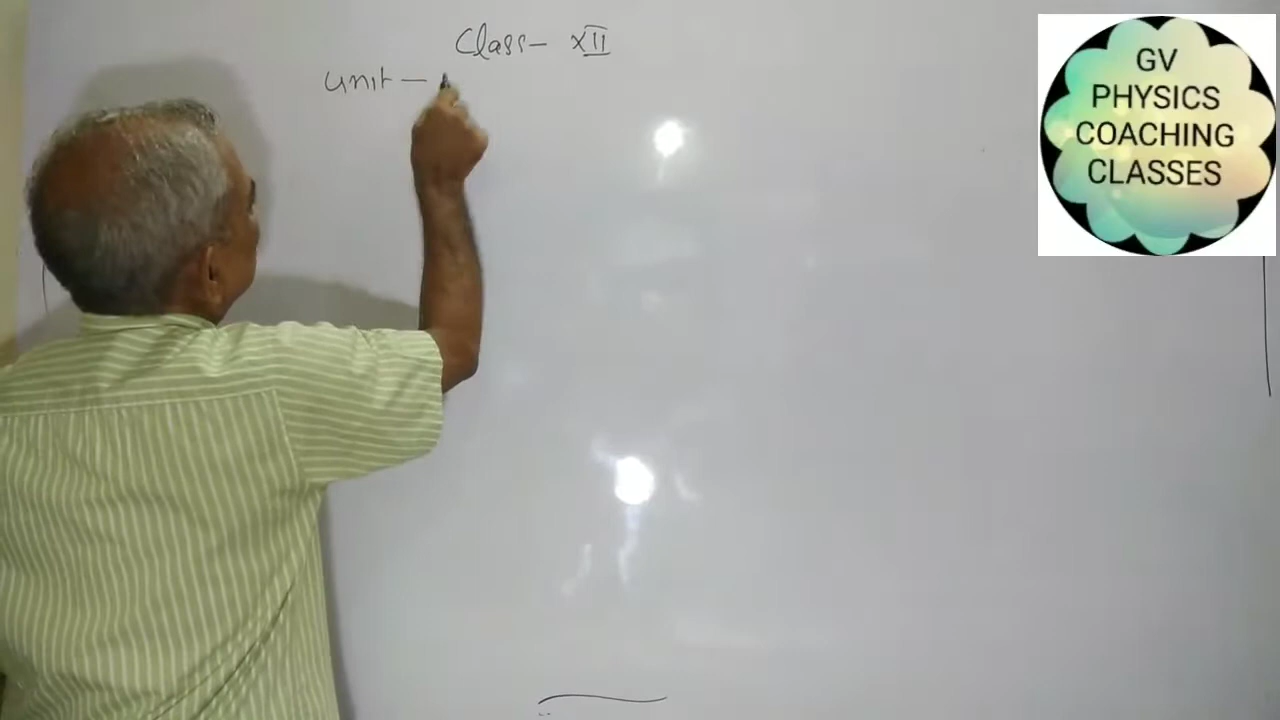 Class - XII
Unit -
GV
PHYSICS
COACHING
CLASSES